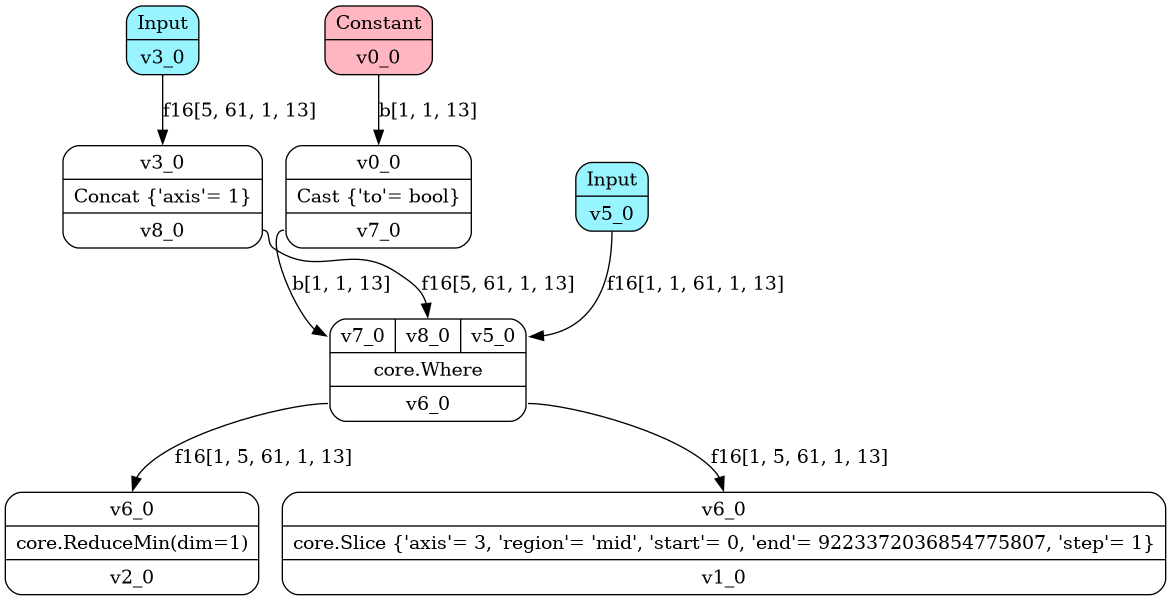 Input
v3_0
Constant
v0_0
f16[5, 61, 1, 13]
b[1, 1, 13]
v3_0
Concat {'axis'= 1}
v8_0
v0_0
Cast {'to'= bool}
v7_0
Input
v5_0
b[1, 1, 13]
f16[5, 61, 1, 13]
f16[1, 1, 61, 1, 13]
v7_0
v8_0
v5_0
core.Where
v6_0
f16[1, 5, 61, 1, 13]
f16[1, 5, 61, 1, 13]
v6_0
core.ReduceMin(dim=1)
v2_0
v6_0
core.Slice {'axis'= 3, 'region'= 'mid', 'start'= 0, 'end'= 9223372036854775807, 'step'= 1}
v1_0